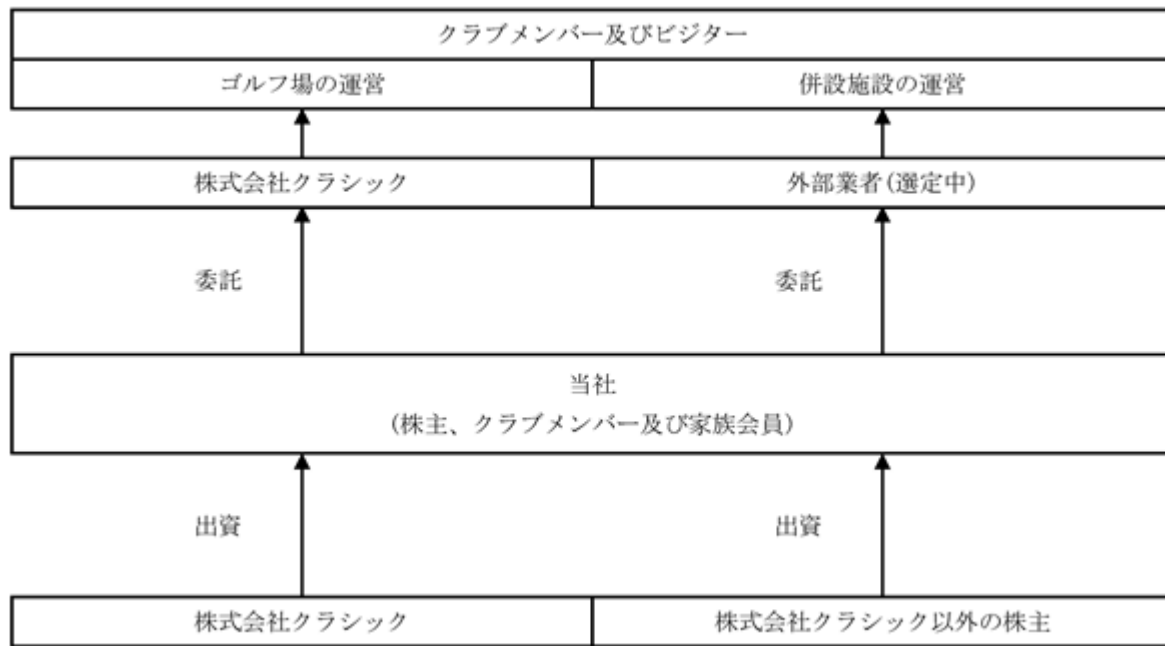 クラブメンバー及びビジター
ゴルフ場の運営
併設施設の運営
株式会社クラシック
外部業者(選定中)
委託
委託
当社
(株主、クラブメンバー及び家族会員)
出資
出資
株式会社クラシック
株式会社クラシック以外の株主